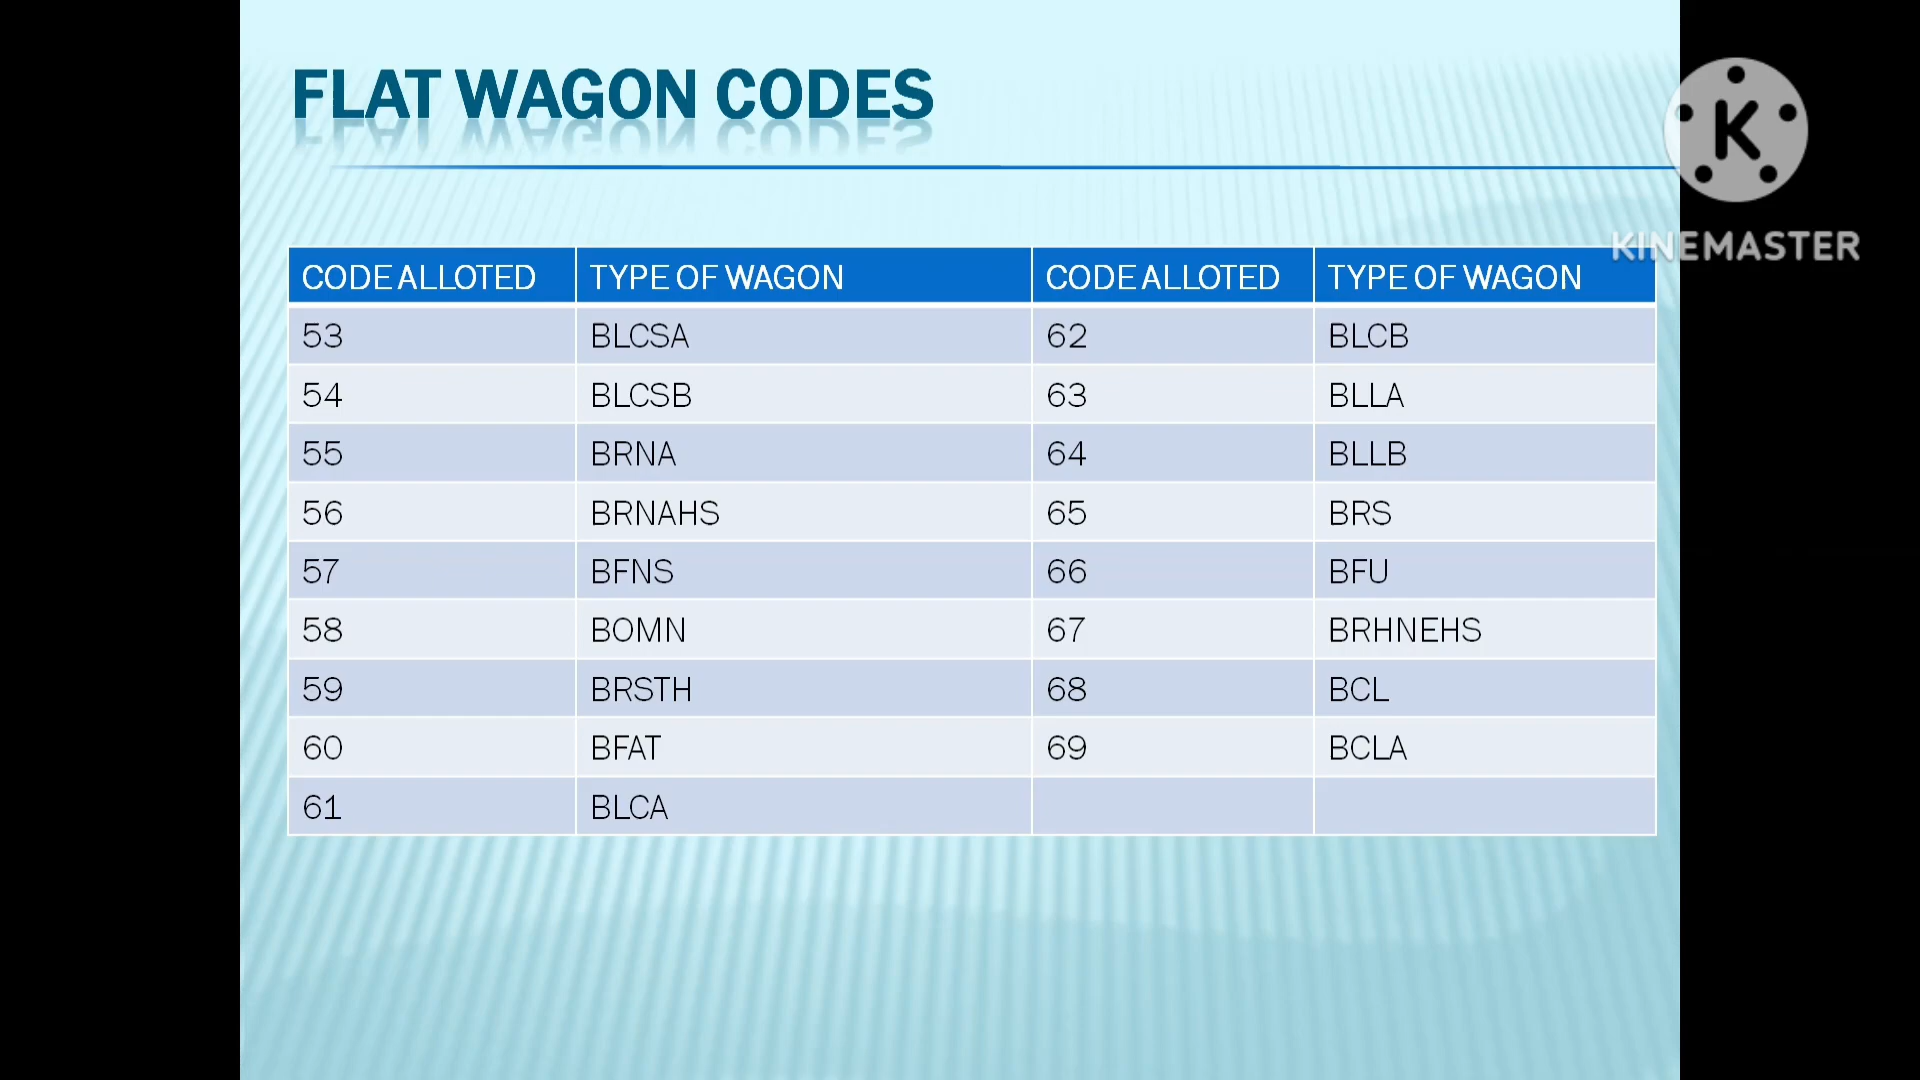 FLAT WAGON CODES
K
KINEMASTER
CODE ALLOTED TYPE OF WAGON CODE ALLOTED TYPE OF WAGON
53 BLCSA 62 BLCB
54 BLCSB 63 BLLA
55 BRNA 64 BLLB
56 BRNAHS 65 BRS
57 BFNS 66 BFU
58 BOMN 67 BRHNEHS
59 BRSTH 68 BCL
60 BFAT 69 BCLA
61 BLCA